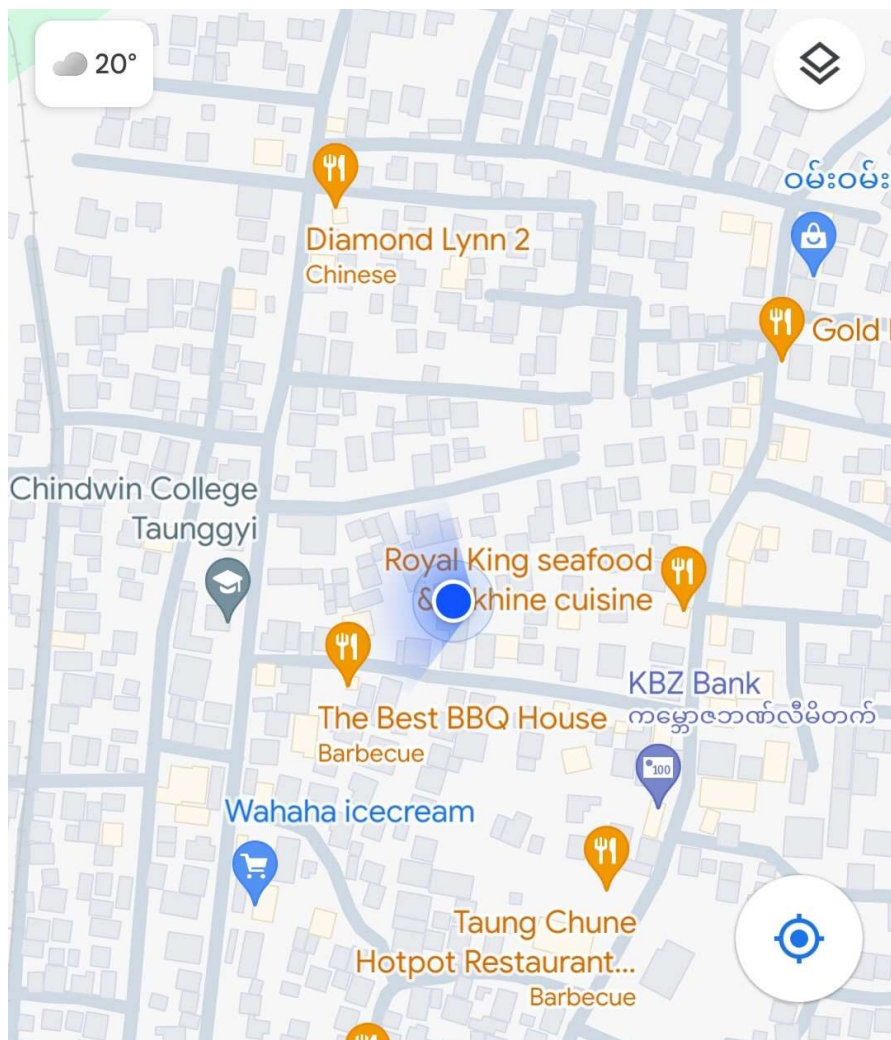 20°
ဝမ်းဝမ်း
Diamond Lynn 2
Chinese
Gold
Chindwin College
Taunggyi
Royal King seafood
& khine cuisine
KBZ Bank
ကမ္ဘောဇဘဏ်လီမိတက်
The Best BBQ House
Barbecue
100
Wahaha icecream
Taung Chune
Hotpot Restaurant...
Barbecue